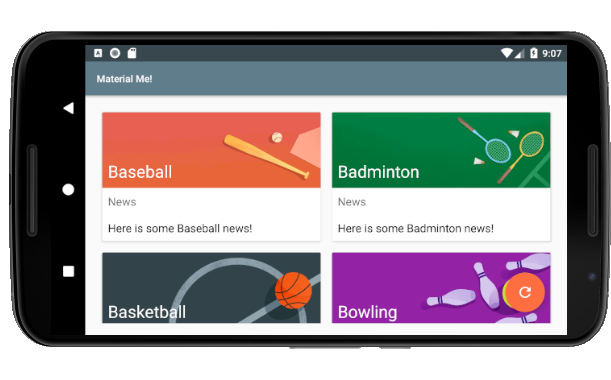 9:07
Material Me!
Baseball
Badminton
News
News
Here is some Baseball news!
Here is some Badminton news!
Basketball
Bowling